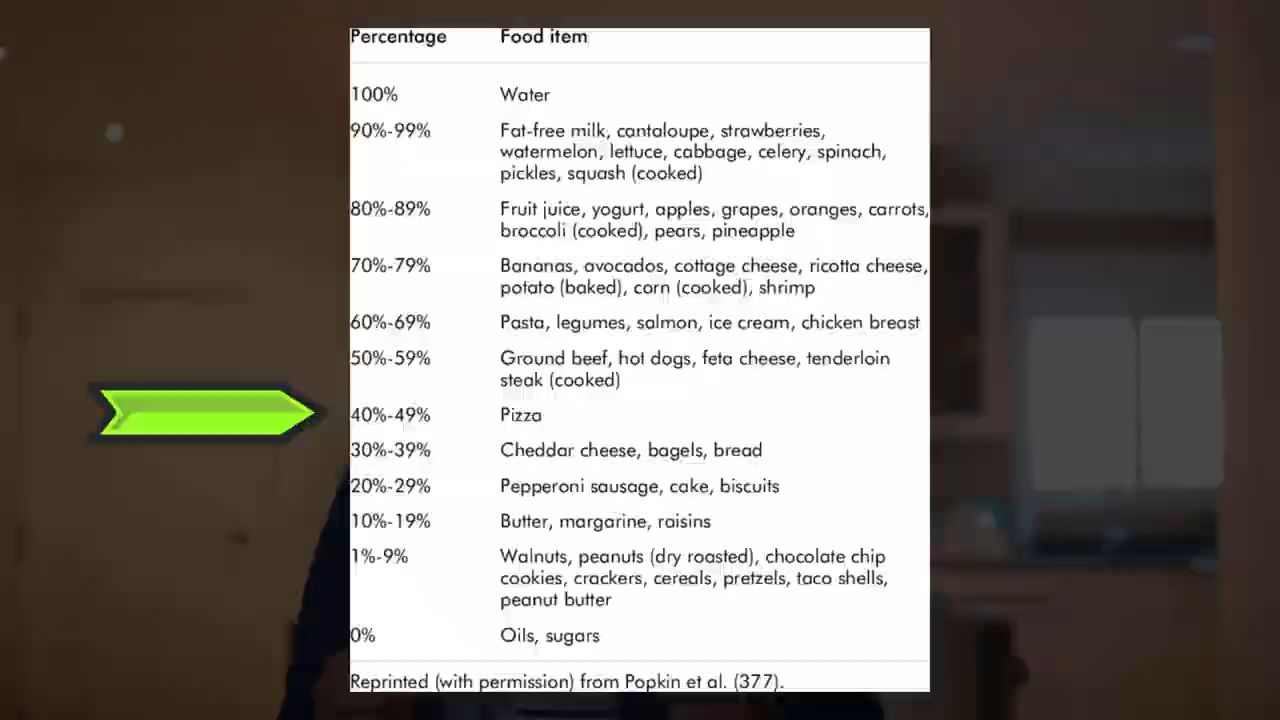 Percentage Food item
100% Water
90%-99% Fat-free milk, cantaloupe, strawberries,
watermelon, lettuce, cabbage, celery, spinach,
pickles, squash (cooked)
80%-89% Fruit juice, yogurt, apples, grapes, oranges, carrots,
broccoli (cooked), pears, pineapple
70%-79% Bananas, avocados, cottage cheese, ricotta cheese,
potato (baked), corn (cooked), shrimp
60%-69% Pasta, legumes, salmon, ice cream, chicken breast
50%-59% Ground beef, hot dogs, feta cheese, tenderloin
steak (cooked)
40%-49% Pizza
30%-39% Cheddar cheese, bagels, bread
20%-29% Pepperoni sausage, cake, biscuits
10%-19% Butter, margarine, raisins
1%-9% Walnuts, peanuts (dry roasted), chocolate chip
cookies, crackers, cereals, pretzels, taco shells,
peanut butter
0% Oils, sugars
Reprinted (with permission) from Popkin et al. (377).